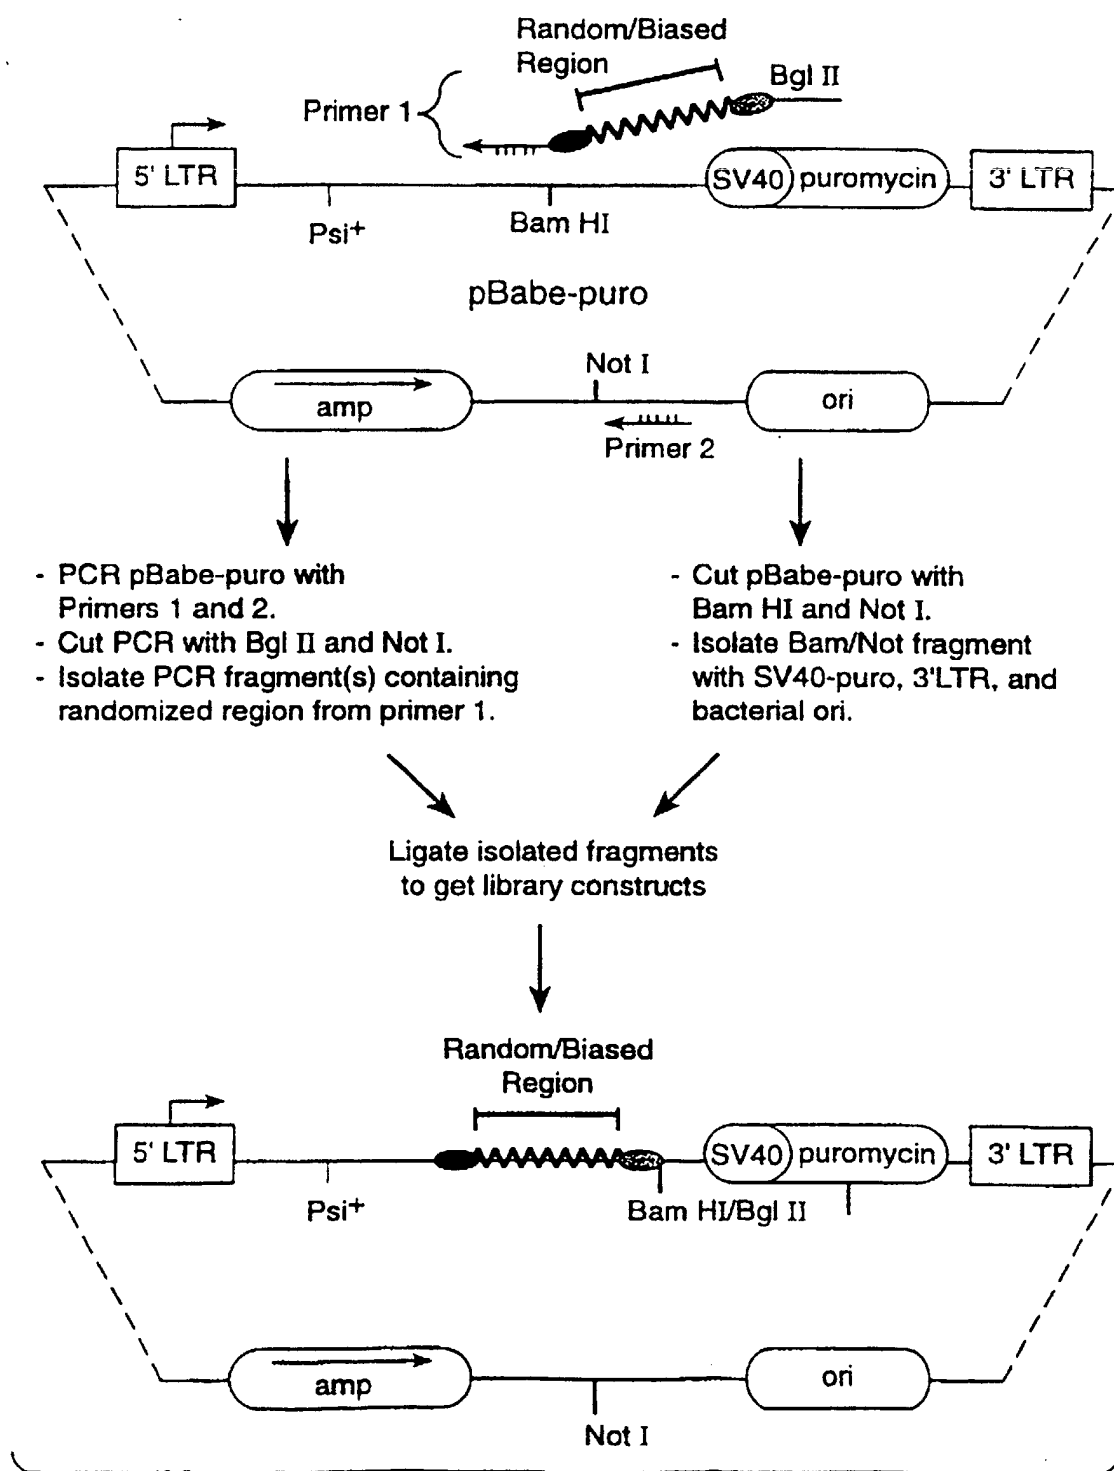 Random/Biased
Region
Bgl II
Primer 1
5' LTR
SV40
puromycin
3' LTR
Psi+
Bam HI
pBabe-puro
Not I
amp
ori
Primer 2
- PCR pBabe-puro with
Primers 1 and 2.
- Cut PCR with Bgl II and Not I.
- Isolate PCR fragment(s) containing
randomized region from primer 1.
- Cut pBabe-puro with
Bam HI and Not I.
- Isolate Bam/Not fragment
with SV40-puro, 3'LTR, and
bacterial ori.
Ligate isolated fragments
to get library constructs
Random/Biased
Region
5' LTR
SV40
puromycin
3' LTR
Psi+
Bam HI/Bgl II
amp
ori
Not I